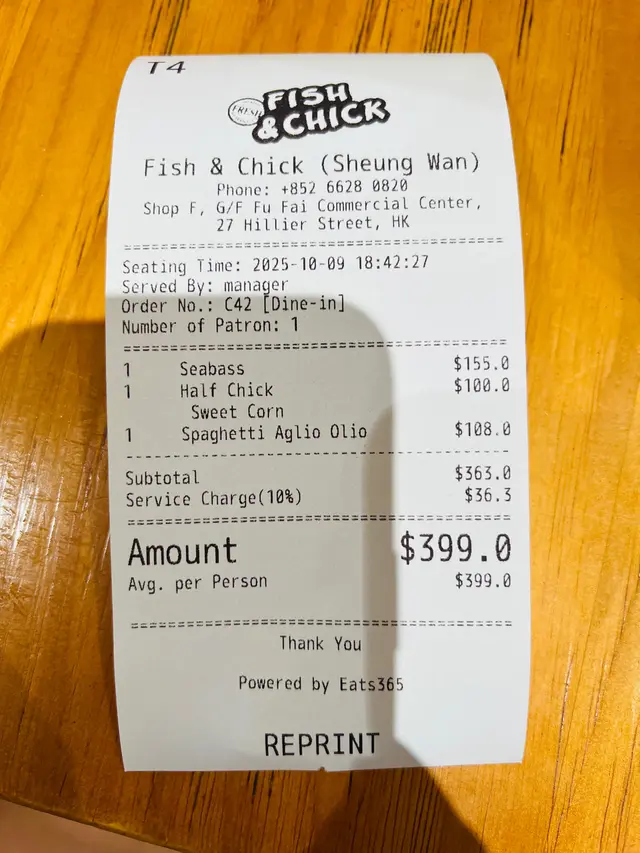 T4
FRESH
FISH
& CHICK
Fish & Chick (Sheung Wan)
Phone: +852 6628 0820
Shop F, G/F Fu Fai Commercial Center,
27 Hillier Street, HK
Seating Time: 2025-10-09 18:42:27
Served By: manager
Order No.: C42 [Dine-in]
Number of Patron: 1
1 Seabass $155.0
1 Half Chick $100.0
Sweet Corn
1 Spaghetti Aglio Olio $108.0
Subtotal $363.0
Service Charge(10%) $36.3
Amount $399.0
Avg. per Person $399.0
Thank You
Powered by Eats365
REPRINT